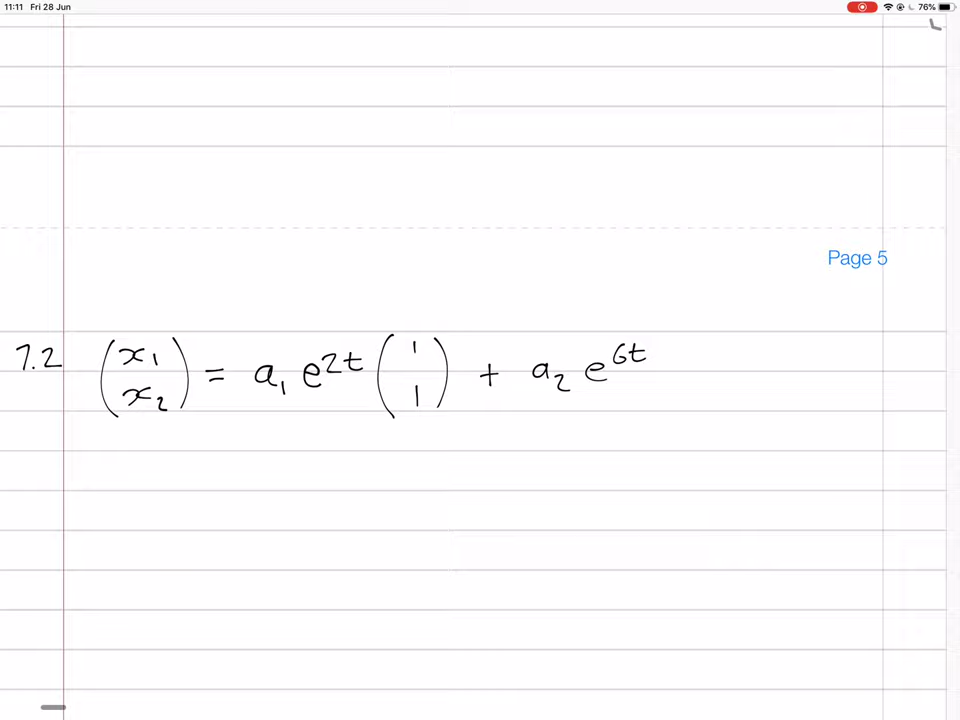 11:11 Fri 28 Jun 76%
Page 5
7.2 (x₁ x₂) = a₁ e^{2t} (1 1) + a₂ e^{6t}